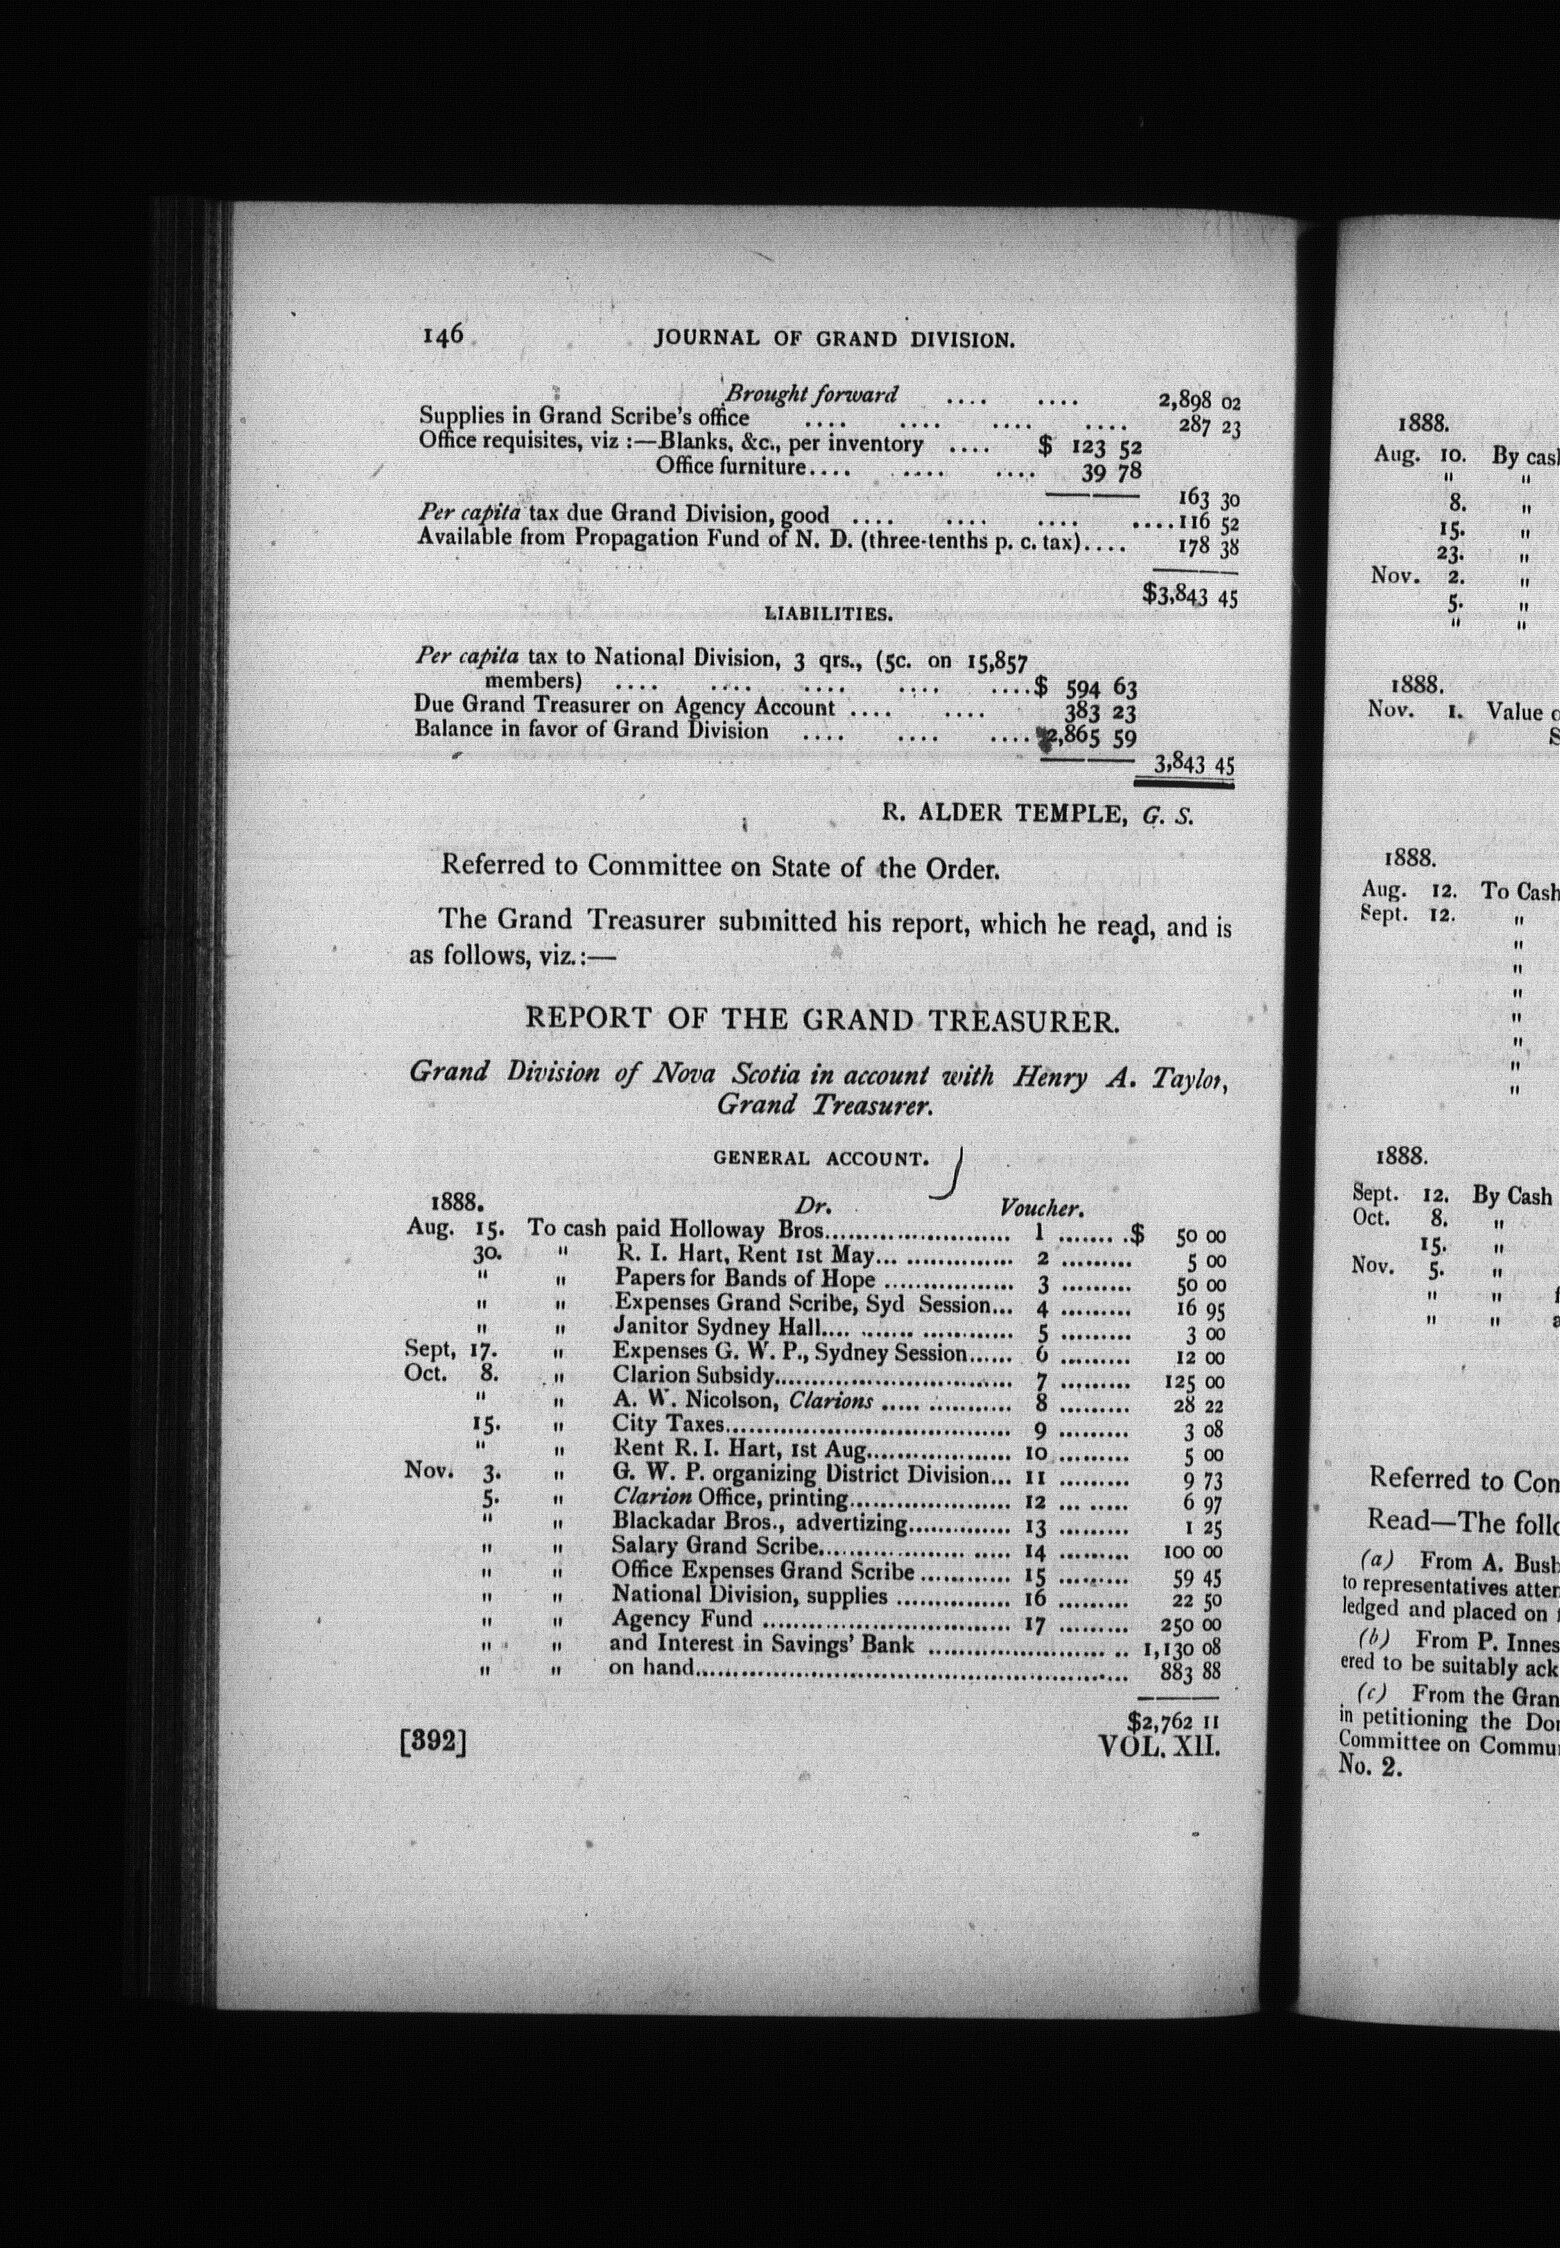 146 JOURNAL OF GRAND DIVISION.
Brought forward .... .... 2,898 02
Supplies in Grand Scribe's office .... .... .... .... 287 23
Office requisites, viz :—Blanks, &c., per inventory .... $ 123 52
Office furniture.... .... .... 39 78
163 30
Per capita tax due Grand Division, good .... .... .... ....116 52
Available from Propagation Fund of N. D. (three-tenths p. c. tax).... 178 38
$3,843 45
LIABILITIES.
Per capita tax to National Division, 3 qrs., (5c. on 15,857
members) .... .... .... .... ....$ 594 63
Due Grand Treasurer on Agency Account .... .... 383 23
Balance in favor of Grand Division .... .... .... 2,865 59
3,843 45
R. ALDER TEMPLE, G. S.
Referred to Committee on State of the Order.
The Grand Treasurer submitted his report, which he read, and is
as follows, viz.:—
REPORT OF THE GRAND TREASURER.
Grand Division of Nova Scotia in account with Henry A. Taylor,
Grand Treasurer.
GENERAL ACCOUNT.
1888. Dr. Voucher.
Aug. 15. To cash paid Holloway Bros........................ 1 ........$ 50 00
30. " R. I. Hart, Rent 1st May... .............. 2 ......... 5 00
" " Papers for Bands of Hope ................. 3 ......... 50 00
" " Expenses Grand Scribe, Syd Session... 4 ......... 16 95
" " Janitor Sydney Hall.... ....... ............ 5 ......... 3 00
Sept, 17. " Expenses G. W. P., Sydney Session...... 6 ......... 12 00
Oct. 8. " Clarion Subsidy............................... 7 ......... 125 00
" " A. W. Nicolson, Clarions ..... ........... 8 ......... 28 22
15. " City Taxes..................................... 9 ......... 3 08
" " Rent R. I. Hart, 1st Aug................... 10 ......... 5 00
Nov. 3. " G. W. P. organizing District Division... 11 ......... 9 73
5. " Clarion Office, printing..................... 12 ... ..... 6 97
" " Blackadar Bros., advertizing.............. 13 ......... 1 25
" " Salary Grand Scribe................... ..... 14 ......... 100 00
" " Office Expenses Grand Scribe ............ 15 ......... 59 45
" " National Division, supplies ............... 16 ......... 22 50
" " Agency Fund ................................ 17 ......... 250 00
" " and Interest in Savings' Bank ....................... .. 1,130 08
" " on hand.................................................... 883 88
$2,762 11
[392] VOL. XII.
1888.
Aug. 10. By cash
" "
8. "
15. "
23. "
Nov. 2. "
5. "
" "
1888.
Nov. 1. Value
1888.
Aug. 12. To Cash
Sept. 12. "
"
"
"
"
"
"
"
1888.
Sept. 12. By Cash
Oct. 8. "
15. "
Nov. 5. "
" "
" "
Referred to Con
Read—The follo
(a) From A. Bush
to representatives atten
ledged and placed on
(b) From P. Innes
ered to be suitably ack
(c) From the Gran
in petitioning the Do
Committee on Commu
No. 2.